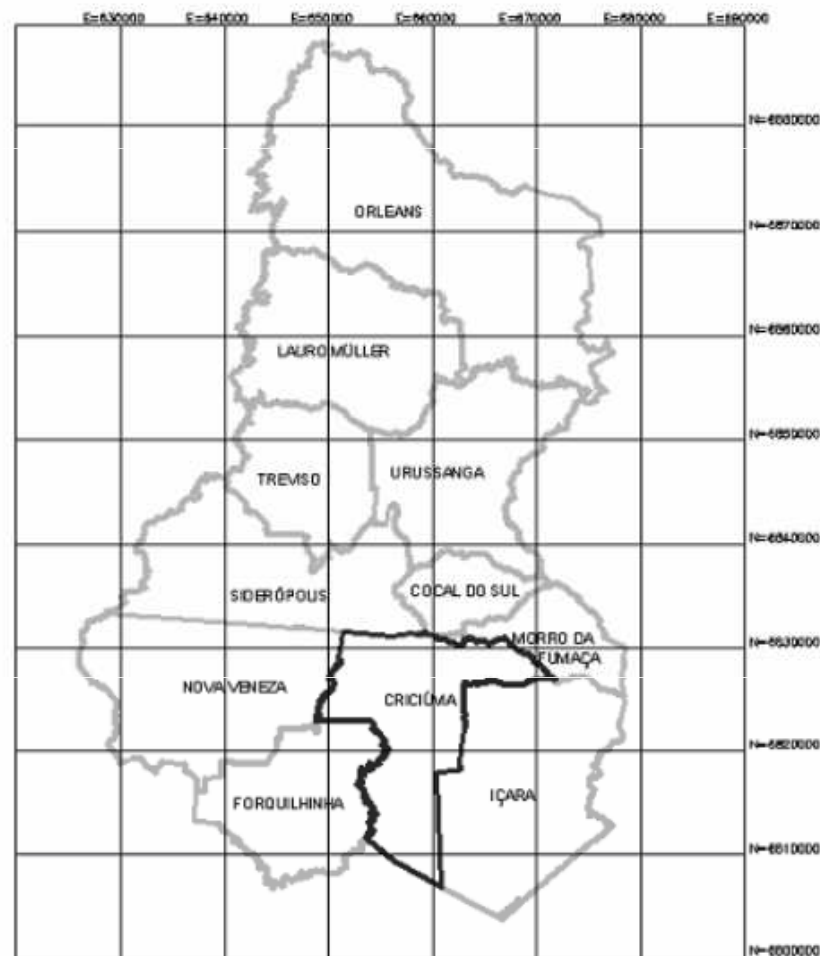 E=630000 E=640000 E=650000 E=660000 E=670000 E=680000 E=690000
N=6880000
ORLEANS
N=6870000
N=6860000
LAURO MÜLLER
N=6850000
TREVISO
URUSSANGA
N=6840000
SIDERÓPOLIS
COCAL DO SUL
MORRO DA
FUMAÇA
N=6830000
NOVA VENEZA
CRICIÚMA
N=6820000
FORQUILHINHA
IÇARA
N=6810000
N=6800000